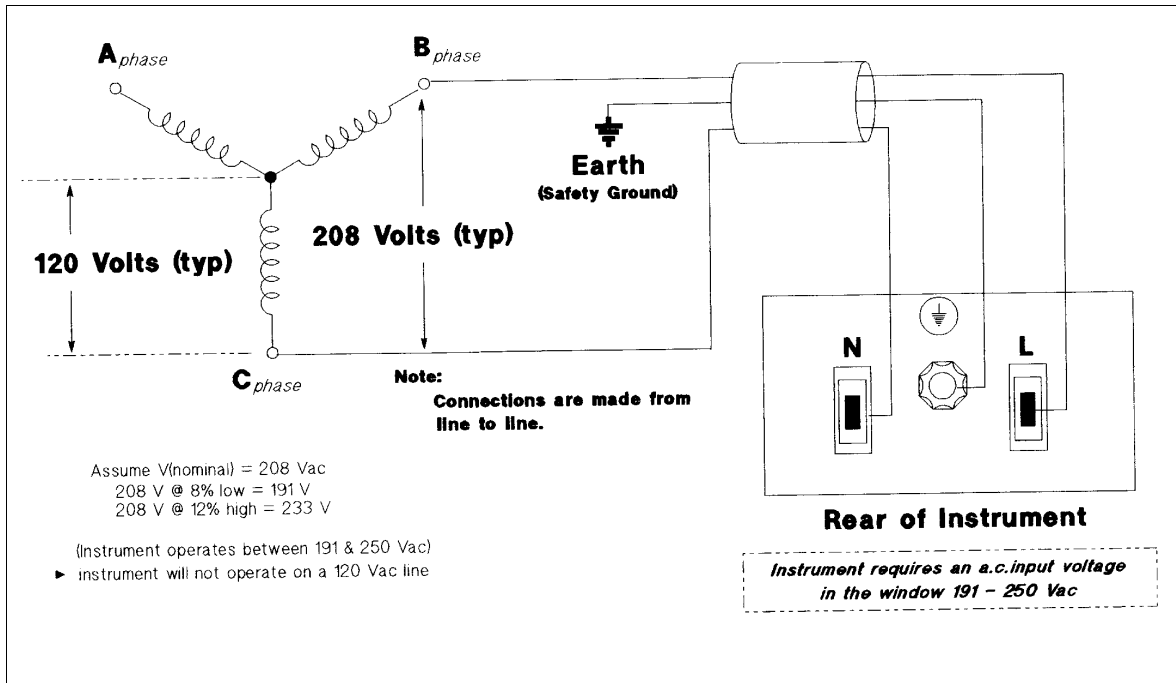 A phase
B phase
Earth
(Safety Ground)
120 Volts (typ)
208 Volts (typ)
C phase
Note:
Connections are made from
line to line.
N
L
Assume V(nominal) = 208 Vac
208 V @ 8% low = 191 V
208 V @ 12% high = 233 V
(Instrument operates between 191 & 250 Vac)
► instrument will not operate on a 120 Vac line
Rear of Instrument
Instrument requires an a.c.input voltage
in the window 191 - 250 Vac